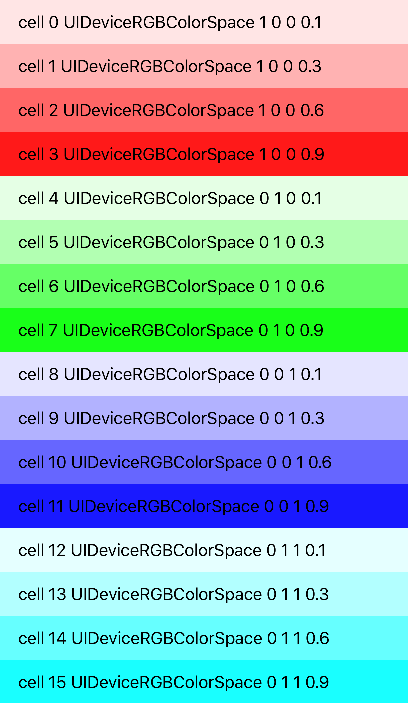 cell 0 UIDeviceRGBColorSpace 1 0 0 0.1
cell 1 UIDeviceRGBColorSpace 1 0 0 0.3
cell 2 UIDeviceRGBColorSpace 1 0 0 0.6
cell 3 UIDeviceRGBColorSpace 1 0 0 0.9
cell 4 UIDeviceRGBColorSpace 0 1 0 0.1
cell 5 UIDeviceRGBColorSpace 0 1 0 0.3
cell 6 UIDeviceRGBColorSpace 0 1 0 0.6
cell 7 UIDeviceRGBColorSpace 0 1 0 0.9
cell 8 UIDeviceRGBColorSpace 0 0 1 0.1
cell 9 UIDeviceRGBColorSpace 0 0 1 0.3
cell 10 UIDeviceRGBColorSpace 0 0 1 0.6
cell 11 UIDeviceRGBColorSpace 0 0 1 0.9
cell 12 UIDeviceRGBColorSpace 0 1 1 0.1
cell 13 UIDeviceRGBColorSpace 0 1 1 0.3
cell 14 UIDeviceRGBColorSpace 0 1 1 0.6
cell 15 UIDeviceRGBColorSpace 0 1 1 0.9